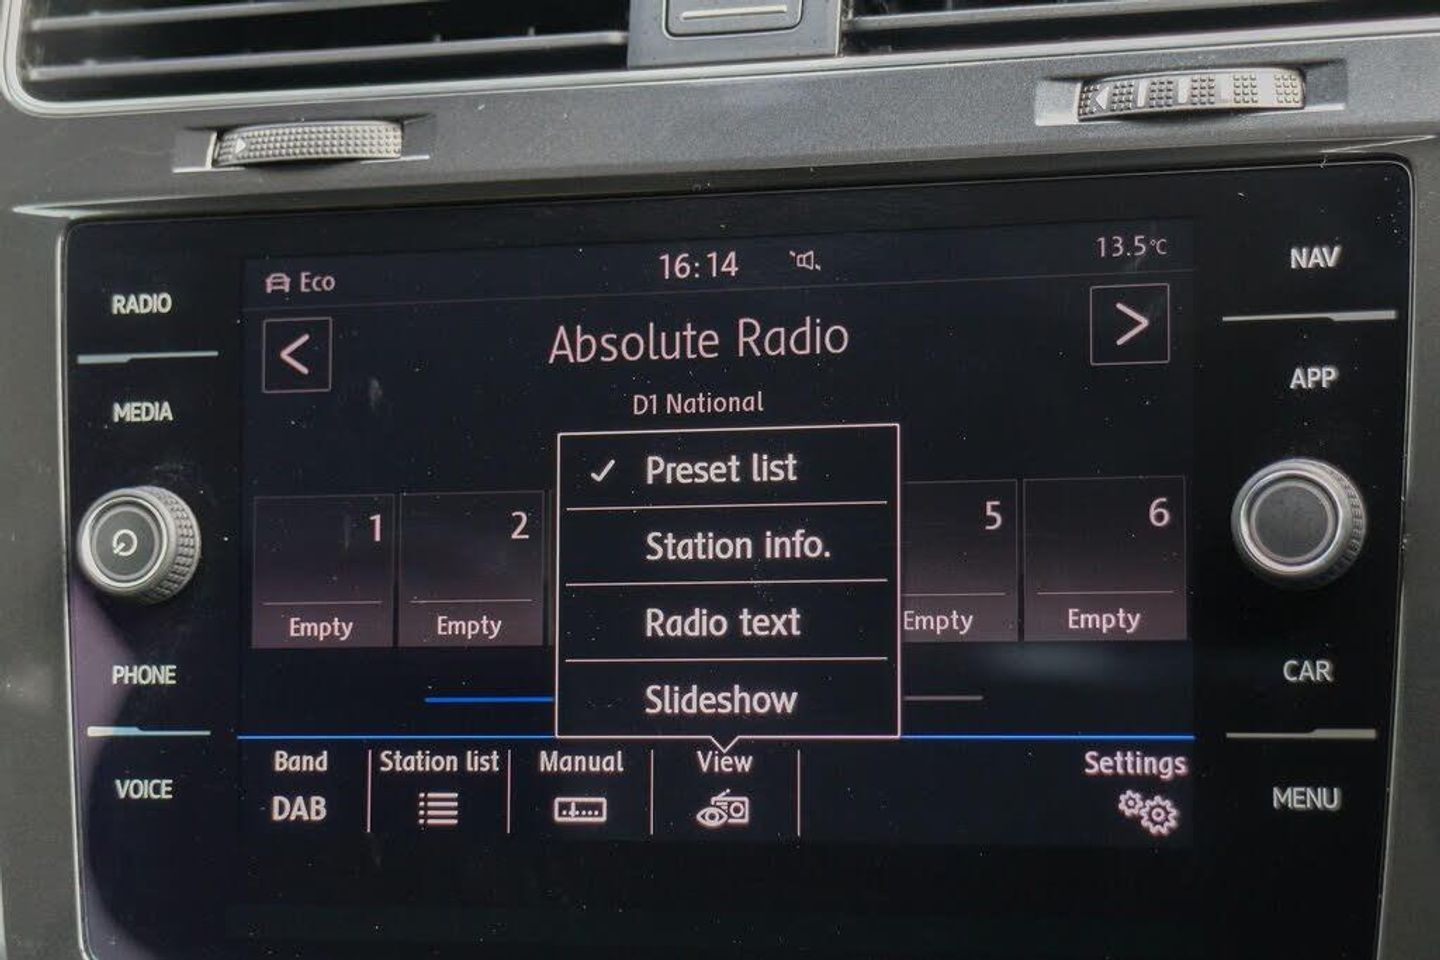 Eco
16:14
13.5°C
RADIO
MEDIA
PHONE
VOICE
Absolute Radio
D1 National
Preset list
Station info.
Radio text
Slideshow
1
Empty
2
Empty
5
Empty
6
Empty
Band
DAB
Station list
Manual
View
Settings
NAV
APP
CAR
MENU